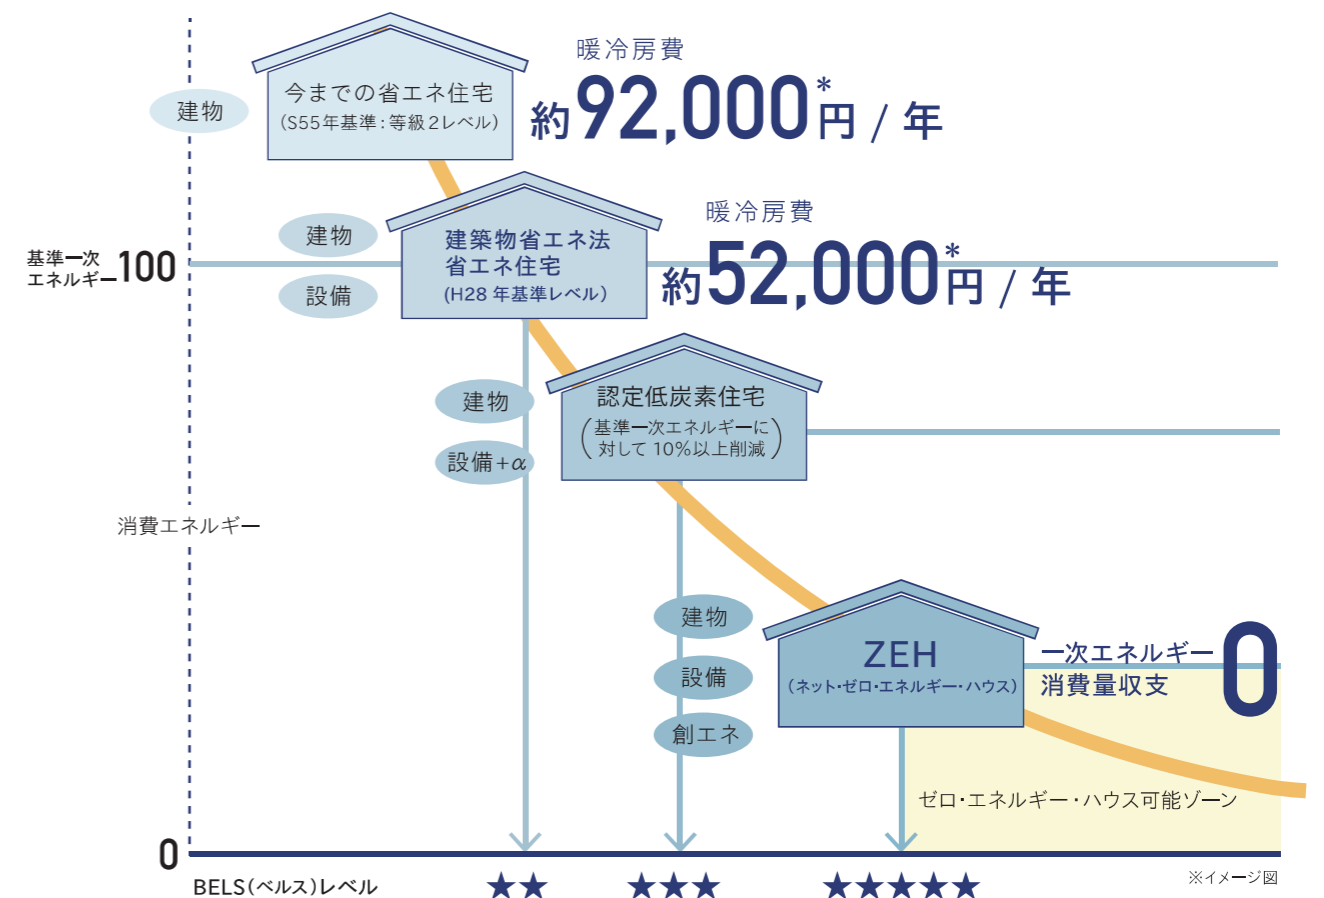 暖冷房費
約92,000*円 / 年
建物
今までの省エネ住宅
(S55年基準:等級2レベル)
暖冷房費
約52,000*円 / 年
基準一次
エネルギー100
建物
設備
建築物省エネ法
省エネ住宅
(H28 年基準レベル)
建物
設備+α
認定低炭素住宅
(基準一次エネルギーに
対して 10%以上削減)
消費エネルギー
建物
設備
創エネ
ZEH
(ネット・ゼロ・エネルギー・ハウス)
一次エネルギー
消費量収支 0
ゼロ・エネルギー・ハウス可能ゾーン
0
BELS(ベルス)レベル ★★ ★★★ ★★★★★
※イメージ図